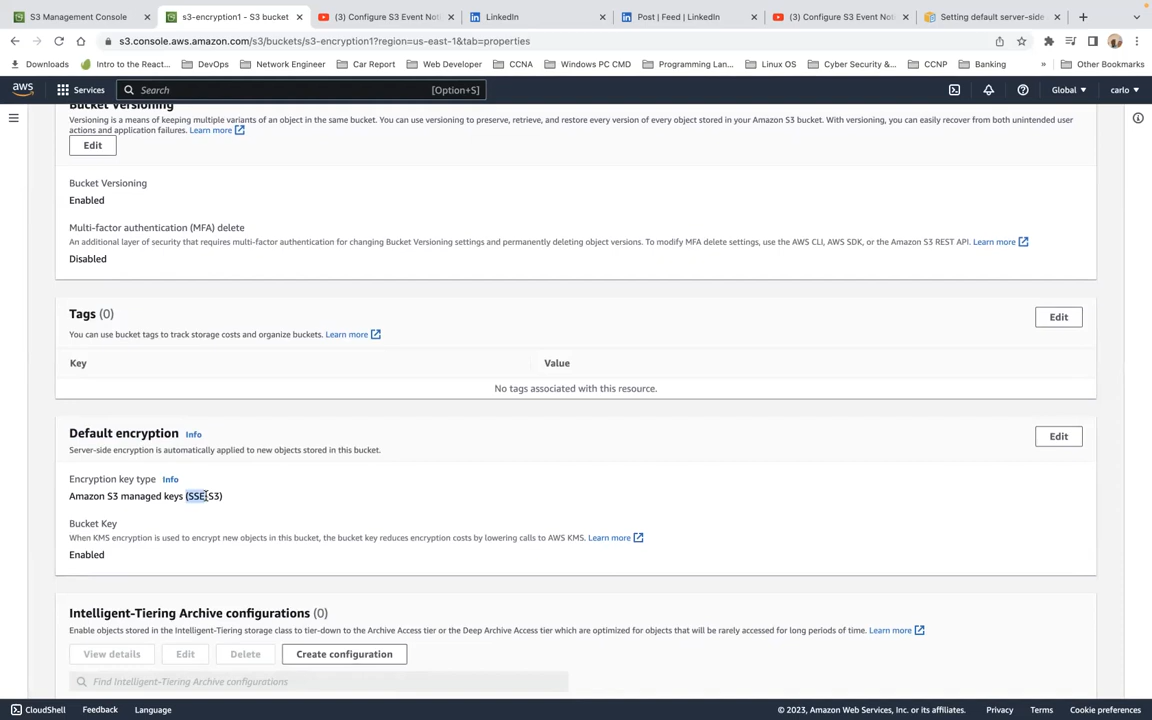 S3 Management Console
s3-encryption1 - S3 bucket
(3) Configure S3 Event Not
LinkedIn
Post | Feed | LinkedIn
(3) Configure S3 Event Not
Setting default server-side
s3.console.aws.amazon.com/s3/buckets/s3-encryption1?region=us-east-1&tab=properties
Downloads
Intro to the React...
DevOps
Network Engineer
Car Report
Web Developer
CCNA
Windows PC CMD
Programming Lan...
Linux OS
Cyber Security &...
CCNP
Banking
»
Other Bookmarks
aws
Services
Search
[Option+S]
Global
carlo
Bucket Versioning
Versioning is a means of keeping multiple variants of an object in the same bucket. You can use versioning to preserve, retrieve, and restore every version of every object stored in your Amazon S3 bucket. With versioning, you can easily recover from both unintended user
actions and application failures. Learn more
Edit
Bucket Versioning
Enabled
Multi-factor authentication (MFA) delete
An additional layer of security that requires multi-factor authentication for changing Bucket Versioning settings and permanently deleting object versions. To modify MFA delete settings, use the AWS CLI, AWS SDK, or the Amazon S3 REST API. Learn more
Disabled
Tags (0)
Edit
You can use bucket tags to track storage costs and organize buckets. Learn more
Key
Value
No tags associated with this resource.
Default encryption Info
Edit
Server-side encryption is automatically applied to new objects stored in this bucket.
Encryption key type Info
Amazon S3 managed keys (SSE-S3)
Bucket Key
When KMS encryption is used to encrypt new objects in this bucket, the bucket key reduces encryption costs by lowering calls to AWS KMS. Learn more
Enabled
Intelligent-Tiering Archive configurations (0)
Enable objects stored in the Intelligent-Tiering storage class to tier-down to the Archive Access tier or the Deep Archive Access tier which are optimized for objects that will be rarely accessed for long periods of time. Learn more
View details
Edit
Delete
Create configuration
Find Intelligent-Tiering Archive configurations
CloudShell
Feedback
Language
© 2023, Amazon Web Services, Inc. or its affiliates.
Privacy
Terms
Cookie preferences